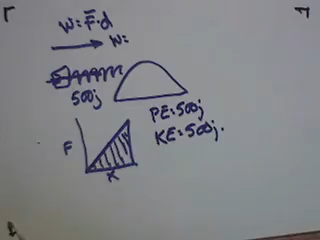 W = F̅·d
W =
500j
PE = 500j
KE = 500j.
F
X